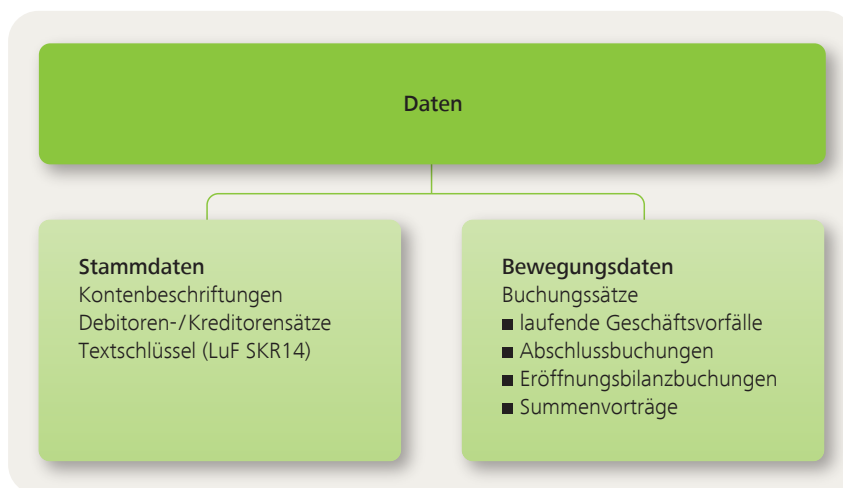 Daten
Stammdaten
Kontenbeschriftungen
Debitoren-/Kreditorensätze
Textschlüssel (LuF SKR14)
Bewegungsdaten
Buchungssätze
■ laufende Geschäftsvorfälle
■ Abschlussbuchungen
■ Eröffnungsbilanzbuchungen
■ Summenvorträge